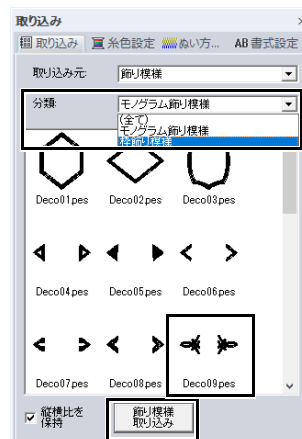 取り込み
取り込み 糸色設定 ぬい方... AB 書式設定
取り込み元: 飾り模様
分類: モノグラム飾り模様
(全て)
モノグラム飾り模様
枠飾り模様
Deco01.pes Deco02.pes Deco03.pes
Deco04.pes Deco05.pes Deco06.pes
Deco07.pes Deco08.pes Deco09.pes
縦横比を
保持
飾り模様
取り込み